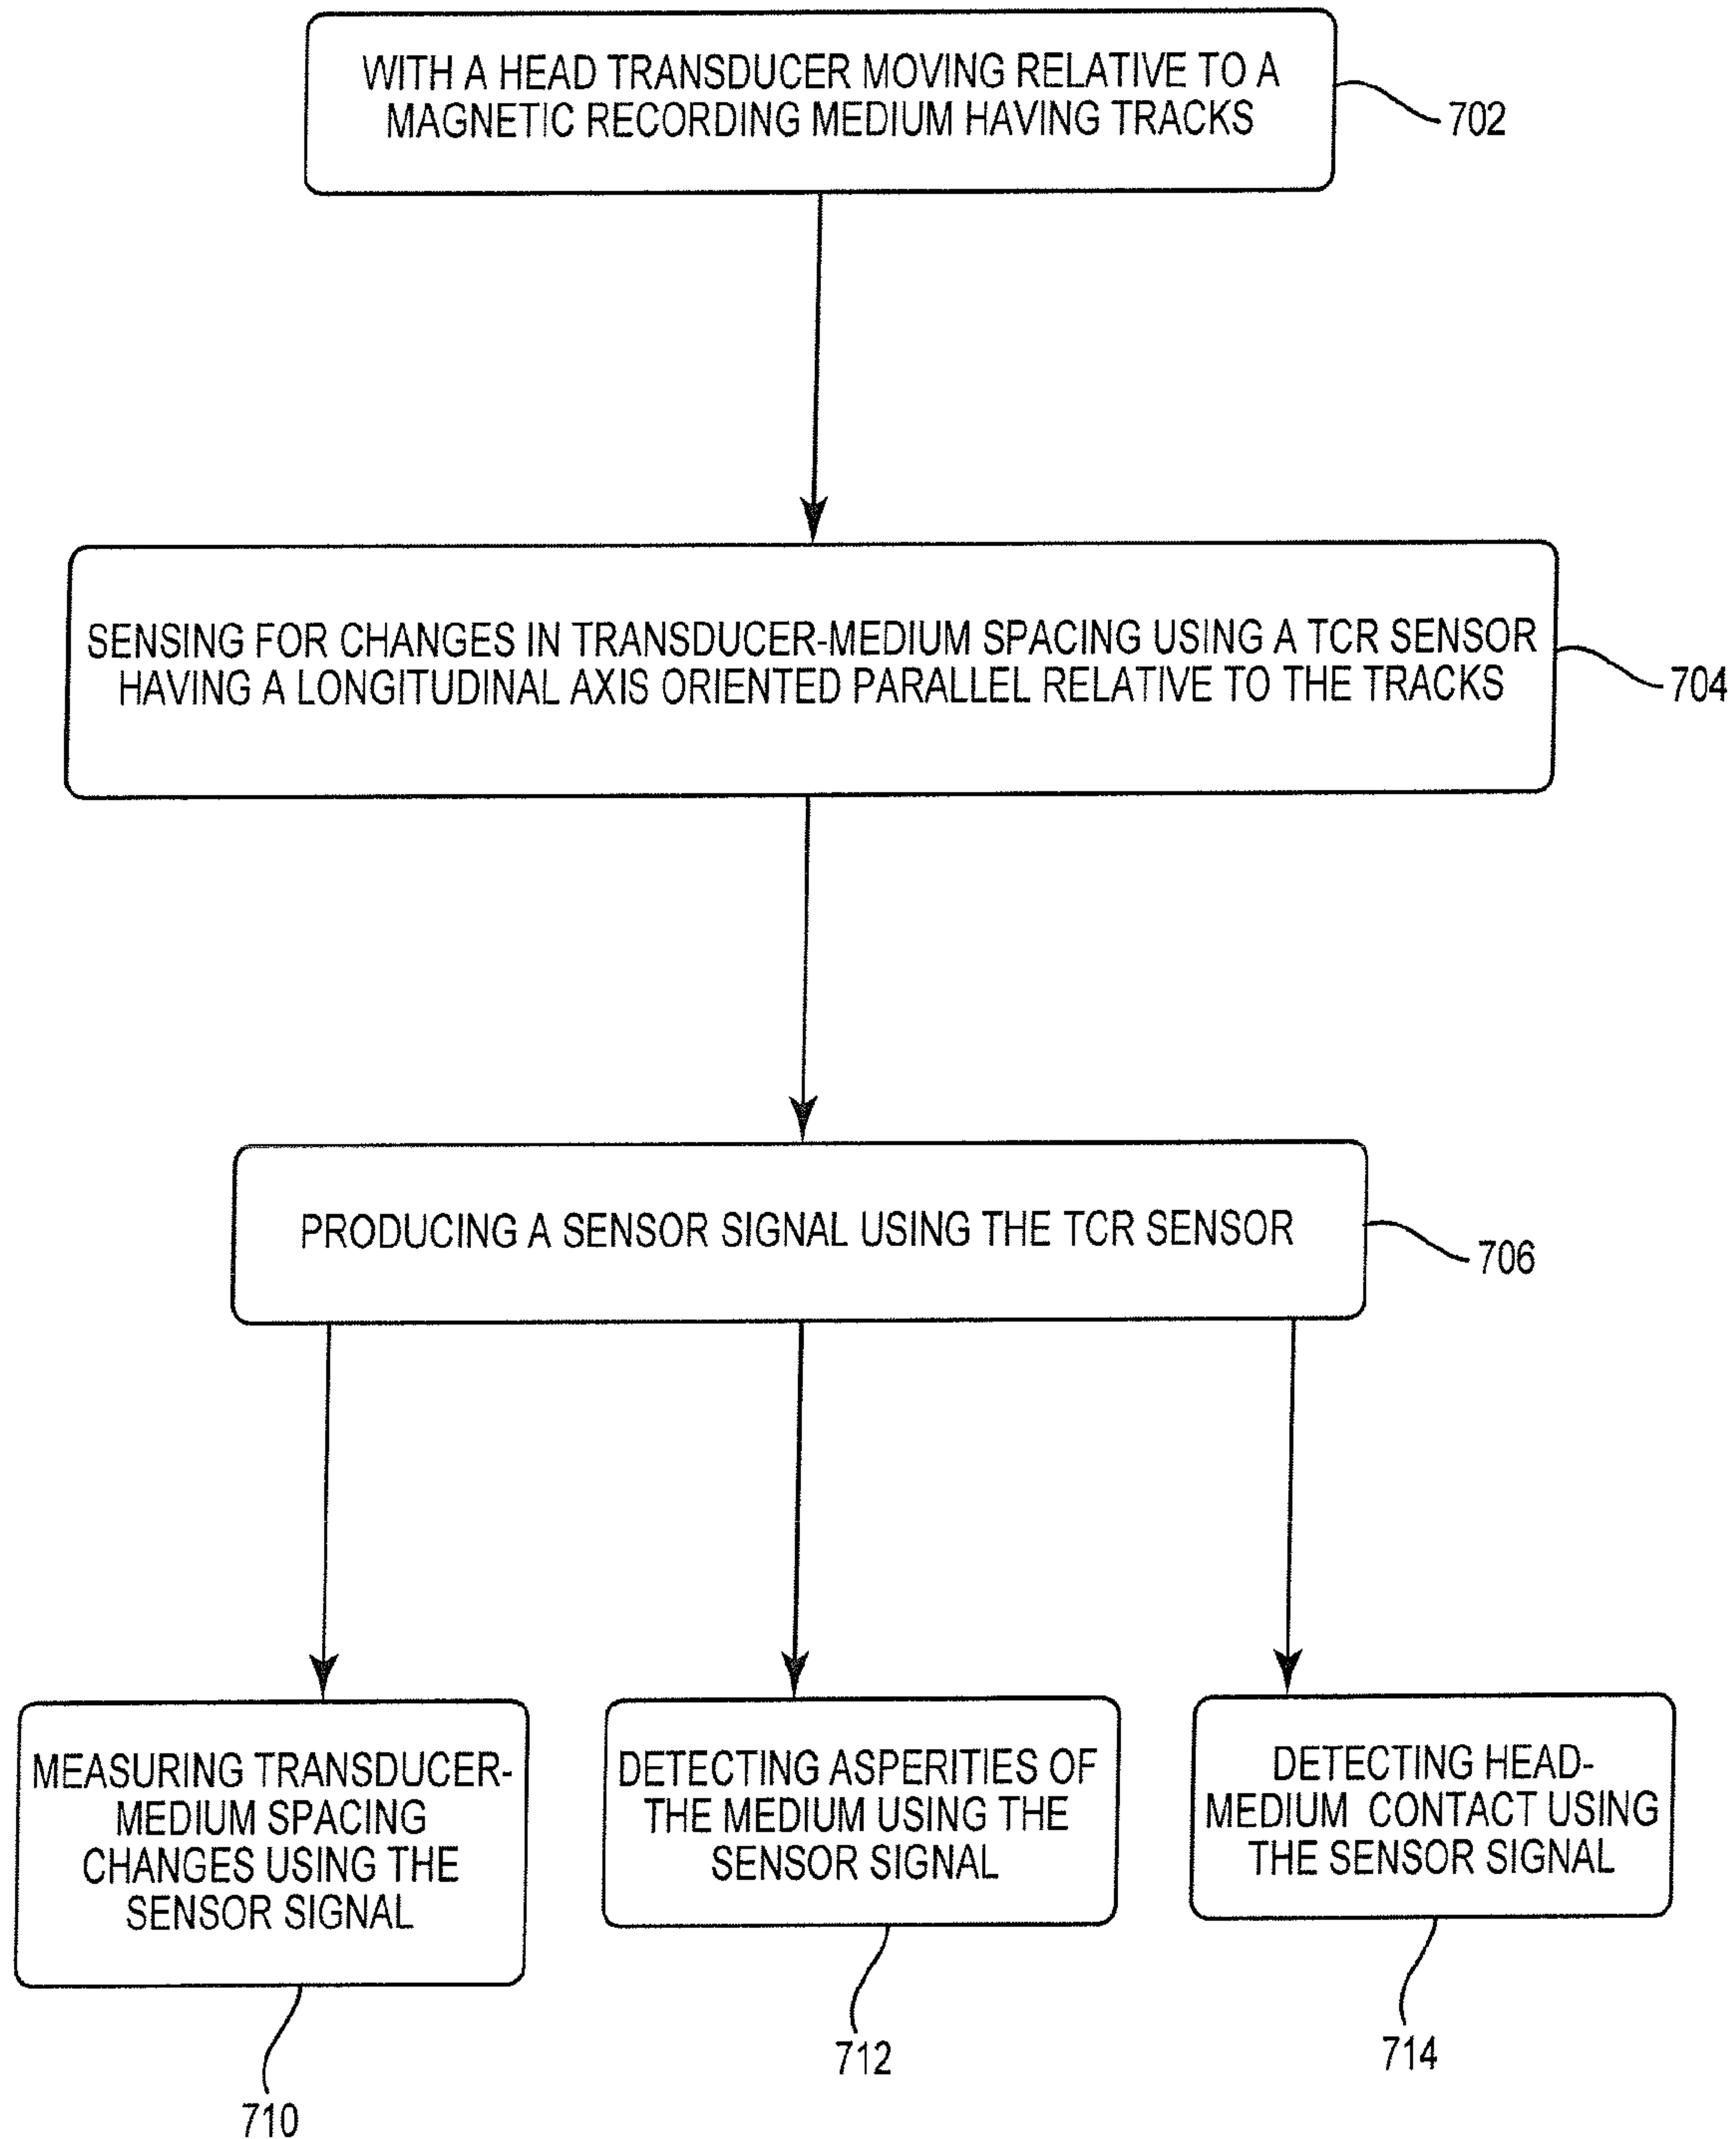 WITH A HEAD TRANSDUCER MOVING RELATIVE TO A
MAGNETIC RECORDING MEDIUM HAVING TRACKS
702
SENSING FOR CHANGES IN TRANSDUCER-MEDIUM SPACING USING A TCR SENSOR
HAVING A LONGITUDINAL AXIS ORIENTED PARALLEL RELATIVE TO THE TRACKS
704
PRODUCING A SENSOR SIGNAL USING THE TCR SENSOR
706
MEASURING TRANSDUCER-
MEDIUM SPACING
CHANGES USING THE
SENSOR SIGNAL
710
DETECTING ASPERITIES OF
THE MEDIUM USING THE
SENSOR SIGNAL
712
DETECTING HEAD-
MEDIUM CONTACT USING
THE SENSOR SIGNAL
714